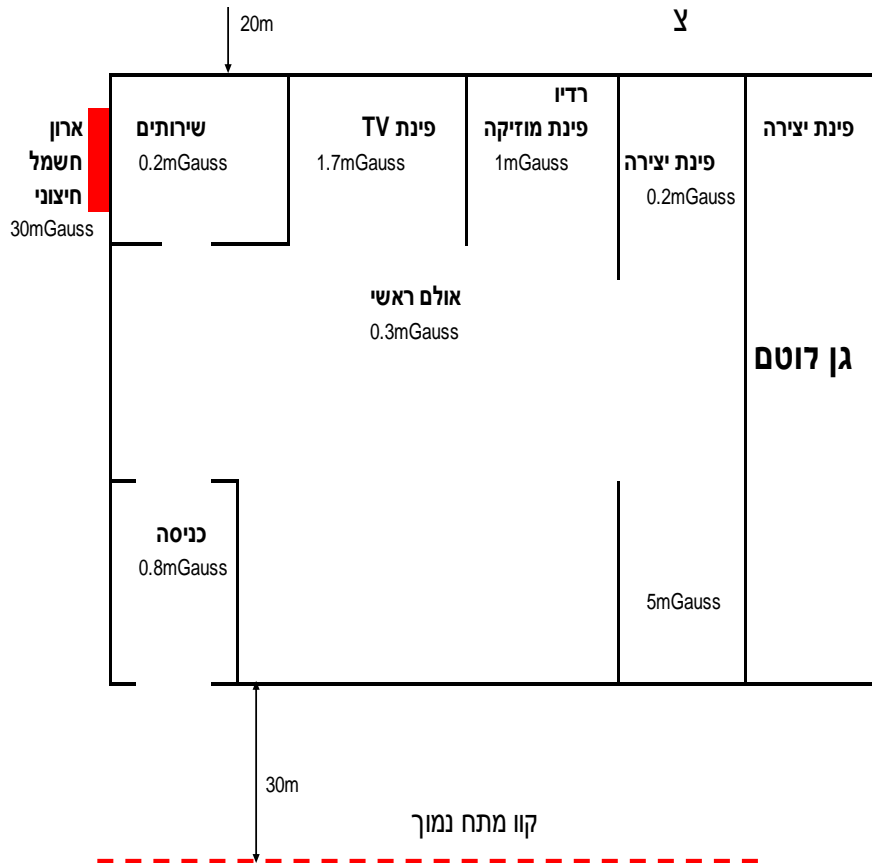 20m
צ
ארון
חשמל
חיצוני
30mGauss
שירותים
0.2mGauss
פינת TV
1.7mGauss
רדיו
פינת מוזיקה
1mGauss
פינת יצירה
0.2mGauss
פינת יצירה
אולם ראשי
0.3mGauss
גן לוטם
כניסה
0.8mGauss
5mGauss
30m
קוו מתח נמוך